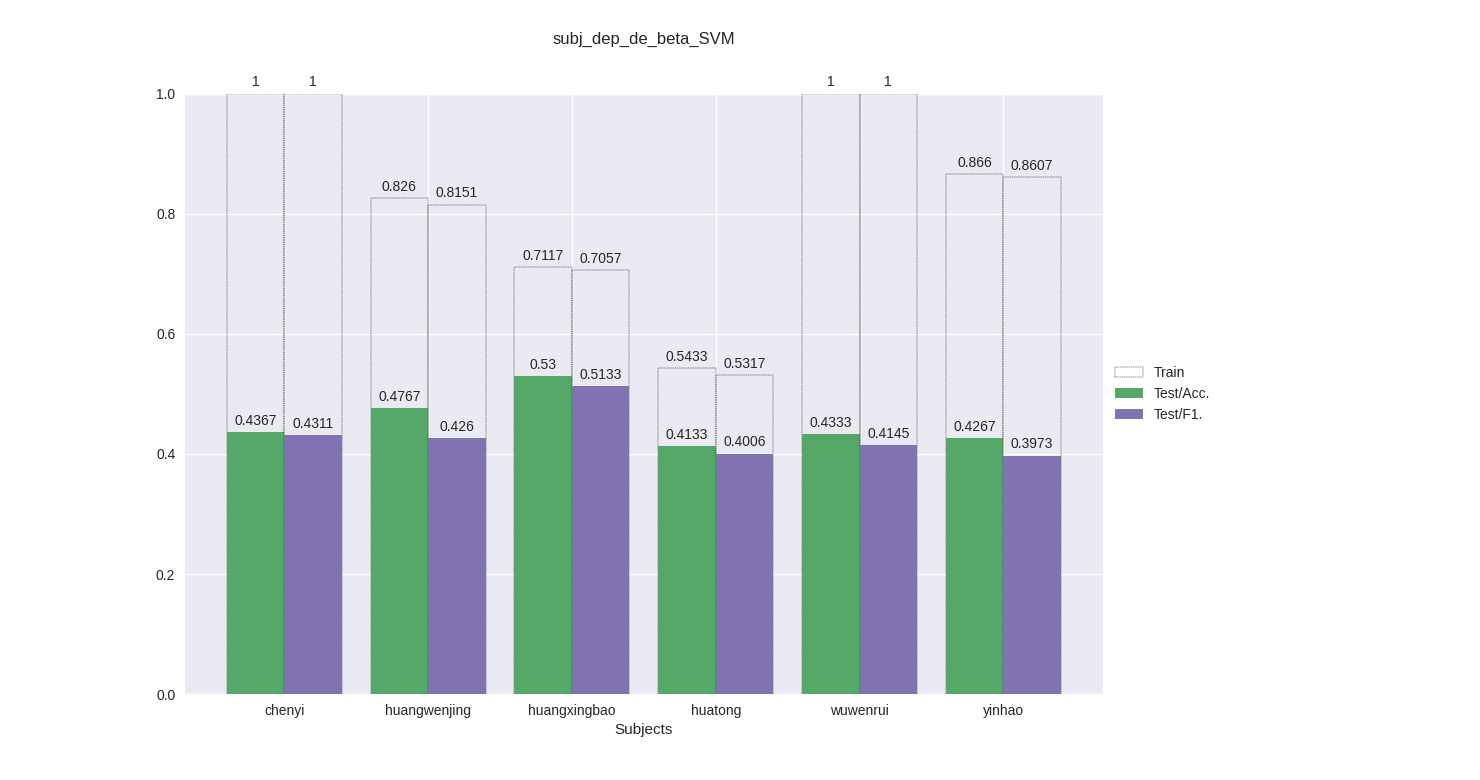 subj_dep_de_beta_SVM
1 1 1 1
1.0
0.866 0.8607
0.826 0.8151
0.8
0.7117 0.7057
0.6
0.5433 0.5317
0.53 0.5133
0.4767 0.426
0.4367 0.4311
0.4133 0.4006
0.4333 0.4145
0.4267 0.3973
0.4
0.2
0.0
chenyi huangwenjing huangxingbao huatong wuwenrui yinhao
Subjects
Train
Test/Acc.
Test/F1.